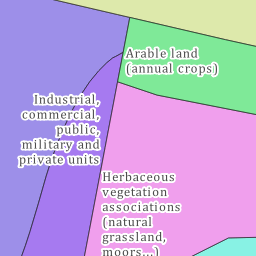 Arable land
(annual crops)
Industrial,
commercial,
public,
military and
private units
Herbaceous
vegetation
associations
(natural
grassland,
moors...)